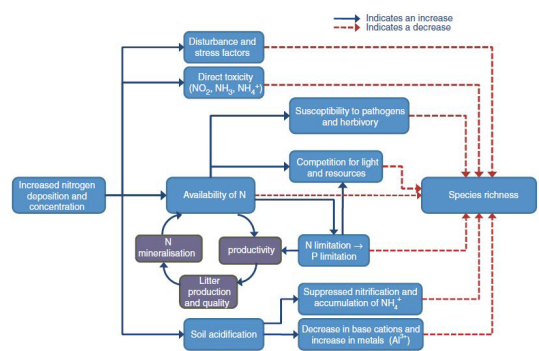 Indicates an increase
Indicates a decrease
Disturbance and
stress factors
Direct toxicity
(NO₂, NH₃, NH₄⁺)
Susceptibility to pathogens
and herbivory
Competition for light
and resources
Increased nitrogen
deposition and
concentration
Availability of N
Species richness
N
mineralisation
productivity
N limitation →
P limitation
Litter
production
and quality
Suppressed nitrification and
accumulation of NH₄⁺
Soil acidification
Decrease in base cations and
increase in metals (Al³⁺)